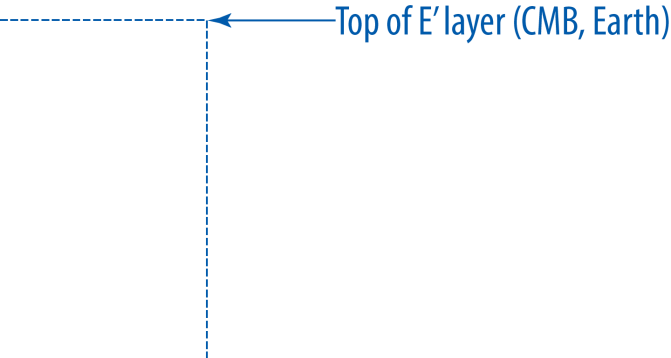 Top of E′ layer (CMB, Earth)